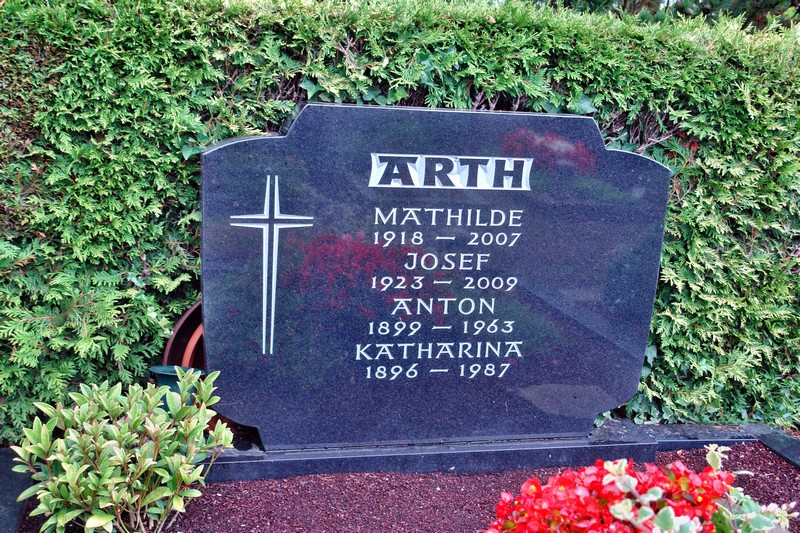 ARTH
MATHILDE
1918 – 2007
JOSEF
1923 – 2009
ANTON
1899 – 1963
KATHARINA
1896 – 1987